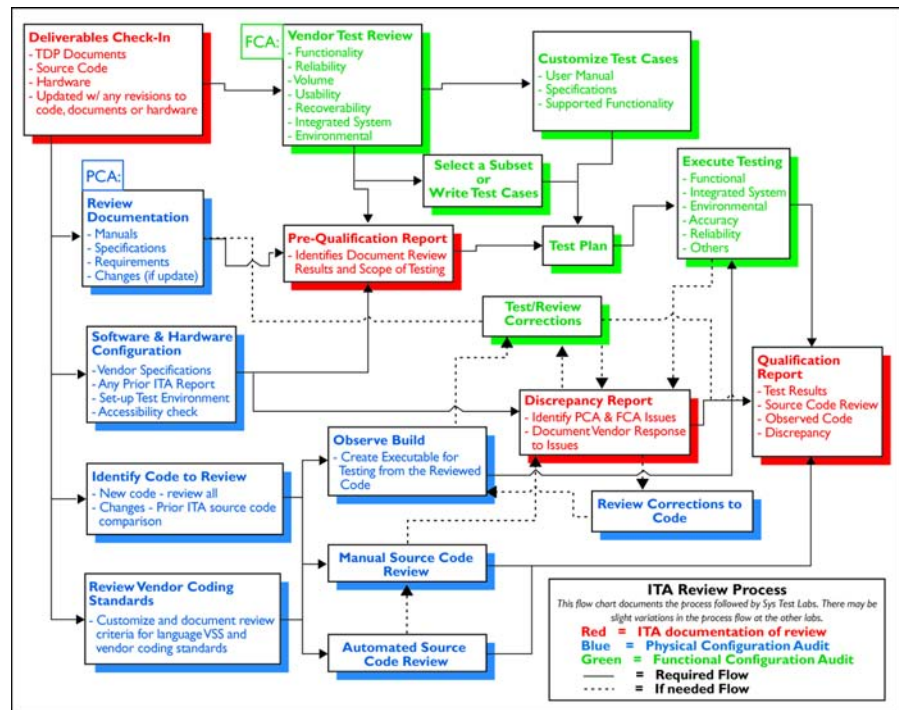 Deliverables Check-In
- TDP Documents
- Source Code
- Hardware
- Updated w/ any revisions to
code, documents or hardware
FCA:
Vendor Test Review
- Functionality
- Reliability
- Volume
- Usability
- Recoverability
- Integrated System
- Environmental
Customize Test Cases
- User Manual
- Specifications
- Supported Functionality
Select a Subset
or
Write Test Cases
Execute Testing
- Functional
- Integrated System
- Environmental
- Accuracy
- Reliability
- Others
PCA:
Review
Documentation
- Manuals
- Specifications
- Requirements
- Changes (if update)
Pre-Qualification Report
- Identifies Document Review
Results and Scope of Testing
Test Plan
Test/Review
Corrections
Software & Hardware
Configuration
- Vendor Specifications
- Any Prior ITA Report
- Set-up Test Environment
- Accessibility check
Discrepancy Report
- Identify PCA & FCA Issues
- Document Vendor Response
to Issues
Qualification
Report
- Test Results
- Source Code Review
- Observed Code
- Discrepancy
Observe Build
- Create Executable for
Testing from the Reviewed
Code
Identify Code to Review
- New code - review all
- Changes - Prior ITA source code
comparison
Review Corrections to
Code
Manual Source Code
Review
Review Vendor Coding
Standards
- Customize and document review
criteria for language VSS and
vendor coding standards
Automated Source
Code Review
ITA Review Process
This flow chart documents the process followed by Sys Test Labs. There may be
slight variations in the process flow at the other labs.
Red = ITA documentation of review
Blue = Physical Configuration Audit
Green = Functional Configuration Audit
= Required Flow
= If needed Flow